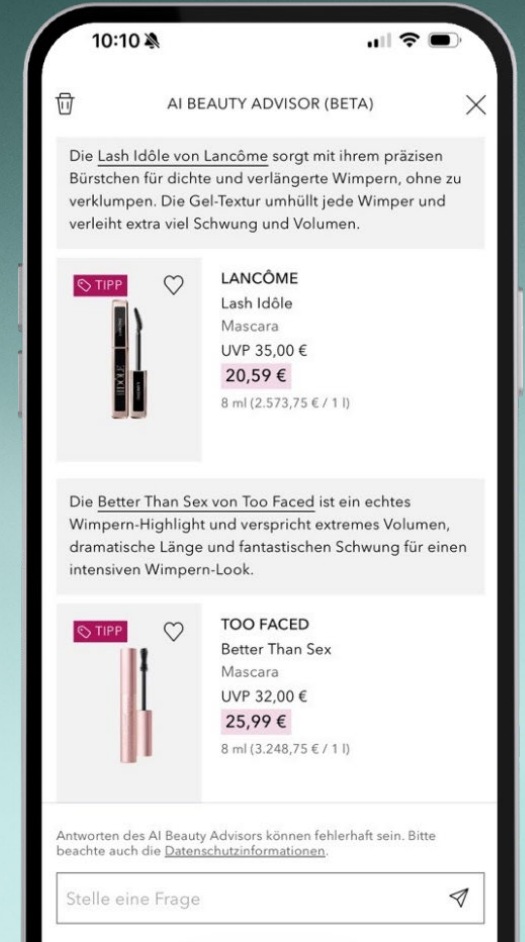 10:10
AI BEAUTY ADVISOR (BETA)
Die Lash Idôle von Lancôme sorgt mit ihrem präzisen
Bürstchen für dichte und verlängerte Wimpern, ohne zu
verklumpen. Die Gel-Textur umhüllt jede Wimper und
verleiht extra viel Schwung und Volumen.
TIPP
LANCÔME
Lash Idôle
Mascara
UVP 35,00 €
20,59 €
8 ml (2.573,75 € / 1 l)
Die Better Than Sex von Too Faced ist ein echtes
Wimpern-Highlight und verspricht extremes Volumen,
dramatische Länge und fantastischen Schwung für einen
intensiven Wimpern-Look.
TIPP
TOO FACED
Better Than Sex
Mascara
UVP 32,00 €
25,99 €
8 ml (3.248,75 € / 1 l)
Antworten des AI Beauty Advisors können fehlerhaft sein. Bitte
beachte auch die Datenschutzinformationen.
Stelle eine Frage